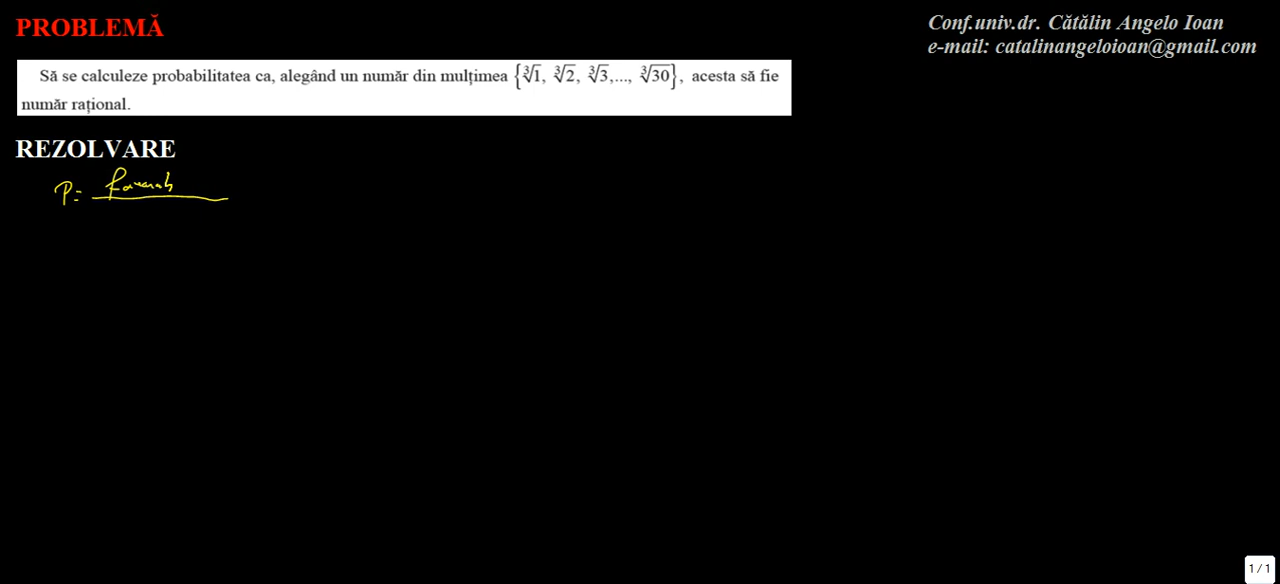 PROBLEMĂ
Conf.univ.dr. Cătălin Angelo Ioan
e-mail: catalinangeloioan@gmail.com
Să se calculeze probabilitatea ca, alegând un număr din mulțimea {∛1, ∛2, ∛3,..., ∛30}, acesta să fie
număr rațional.
REZOLVARE
P=
1 / 1